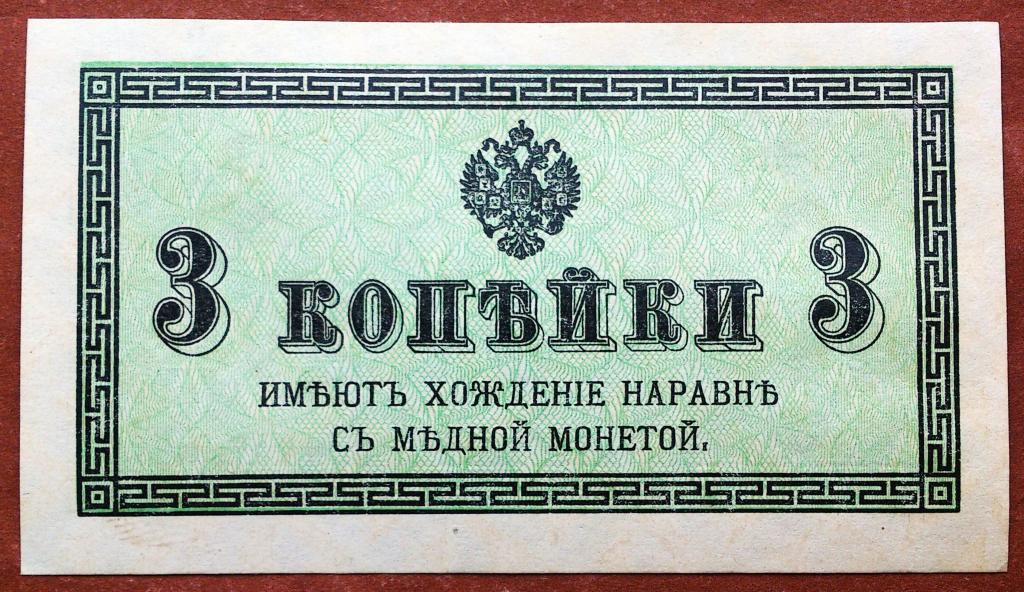 3 КОПѢЙКИ 3
ИМѢЮТЪ ХОЖДЕНІЕ НАРАВНѢ
СЪ МѢДНОЙ МОНЕТОЙ.